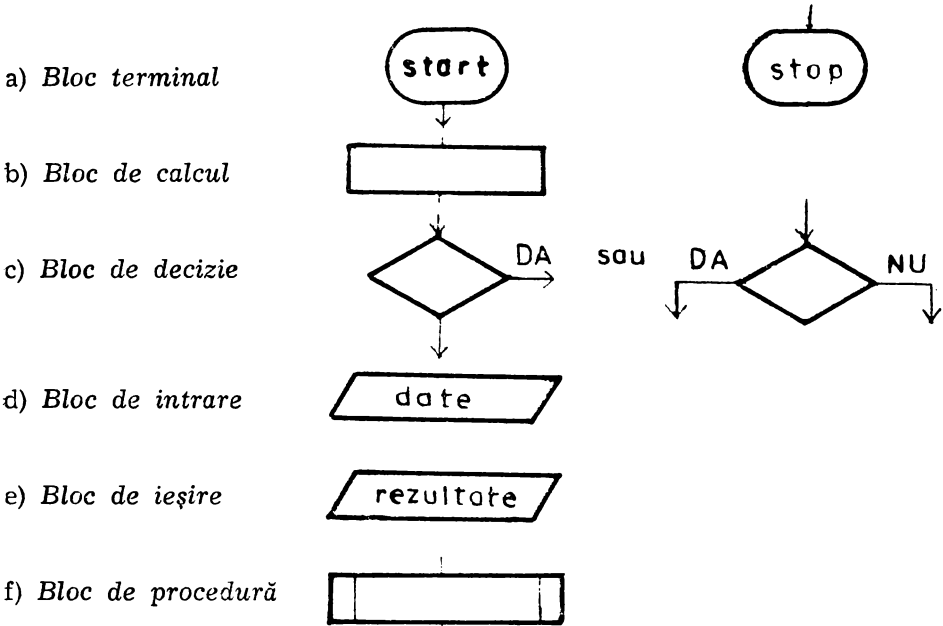 a) Bloc terminal start stop
b) Bloc de calcul
c) Bloc de decizie DA sau DA NU
d) Bloc de intrare date
e) Bloc de ieșire rezultate
f) Bloc de procedură